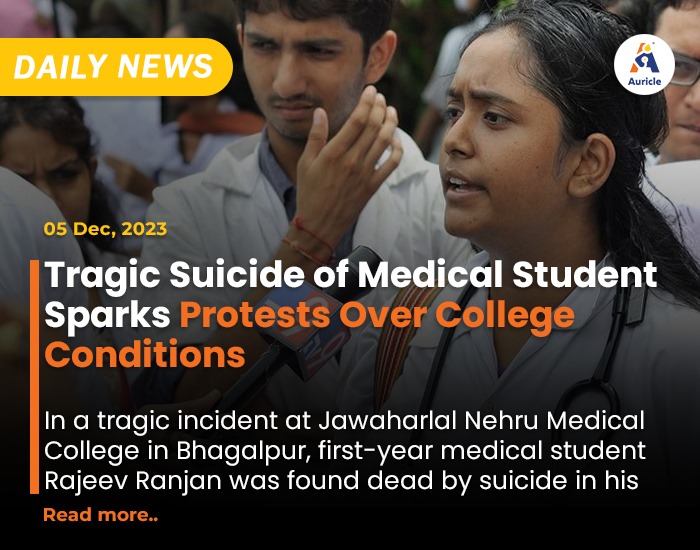 DAILY NEWS
Auricle
05 Dec, 2023
Tragic Suicide of Medical Student
Sparks Protests Over College
Conditions
In a tragic incident at Jawaharlal Nehru Medical
College in Bhagalpur, first-year medical student
Rajeev Ranjan was found dead by suicide in his
Read more..